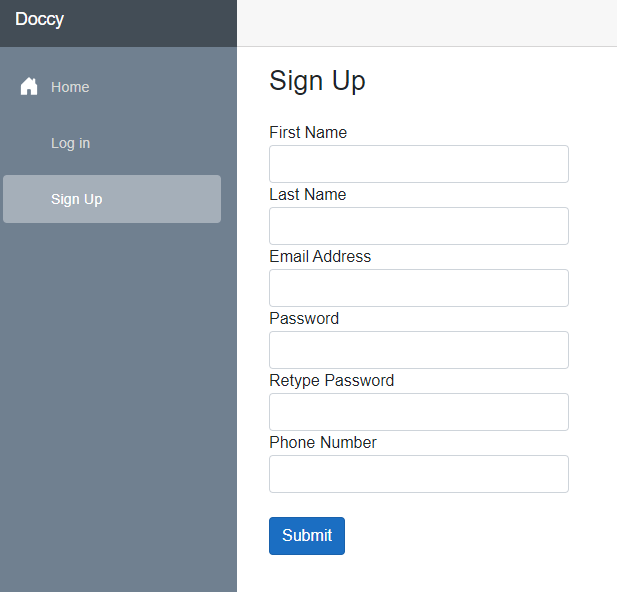 Doccy
Home
Log in
Sign Up
Sign Up
First Name
Last Name
Email Address
Password
Retype Password
Phone Number
Submit